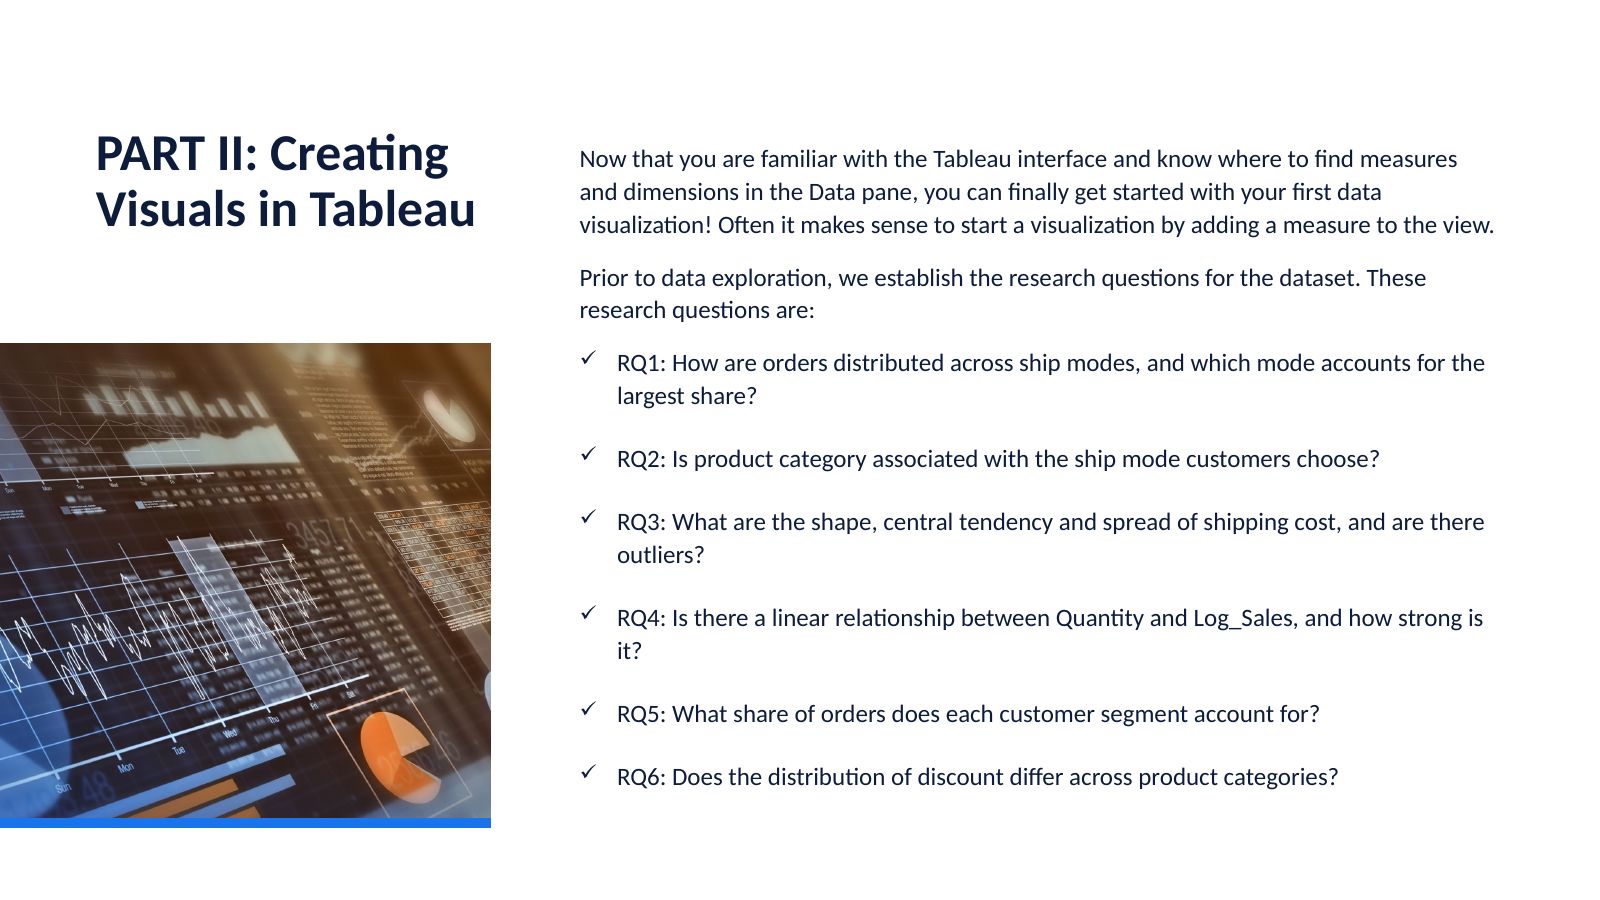 PART II: Creating
Visuals in Tableau
Now that you are familiar with the Tableau interface and know where to find measures
and dimensions in the Data pane, you can finally get started with your first data
visualization! Often it makes sense to start a visualization by adding a measure to the view.
Prior to data exploration, we establish the research questions for the dataset. These
research questions are:
✓ RQ1: How are orders distributed across ship modes, and which mode accounts for the
largest share?
✓ RQ2: Is product category associated with the ship mode customers choose?
✓ RQ3: What are the shape, central tendency and spread of shipping cost, and are there
outliers?
✓ RQ4: Is there a linear relationship between Quantity and Log_Sales, and how strong is
it?
✓ RQ5: What share of orders does each customer segment account for?
✓ RQ6: Does the distribution of discount differ across product categories?
Sun Mon Tue Wed Thu Fri